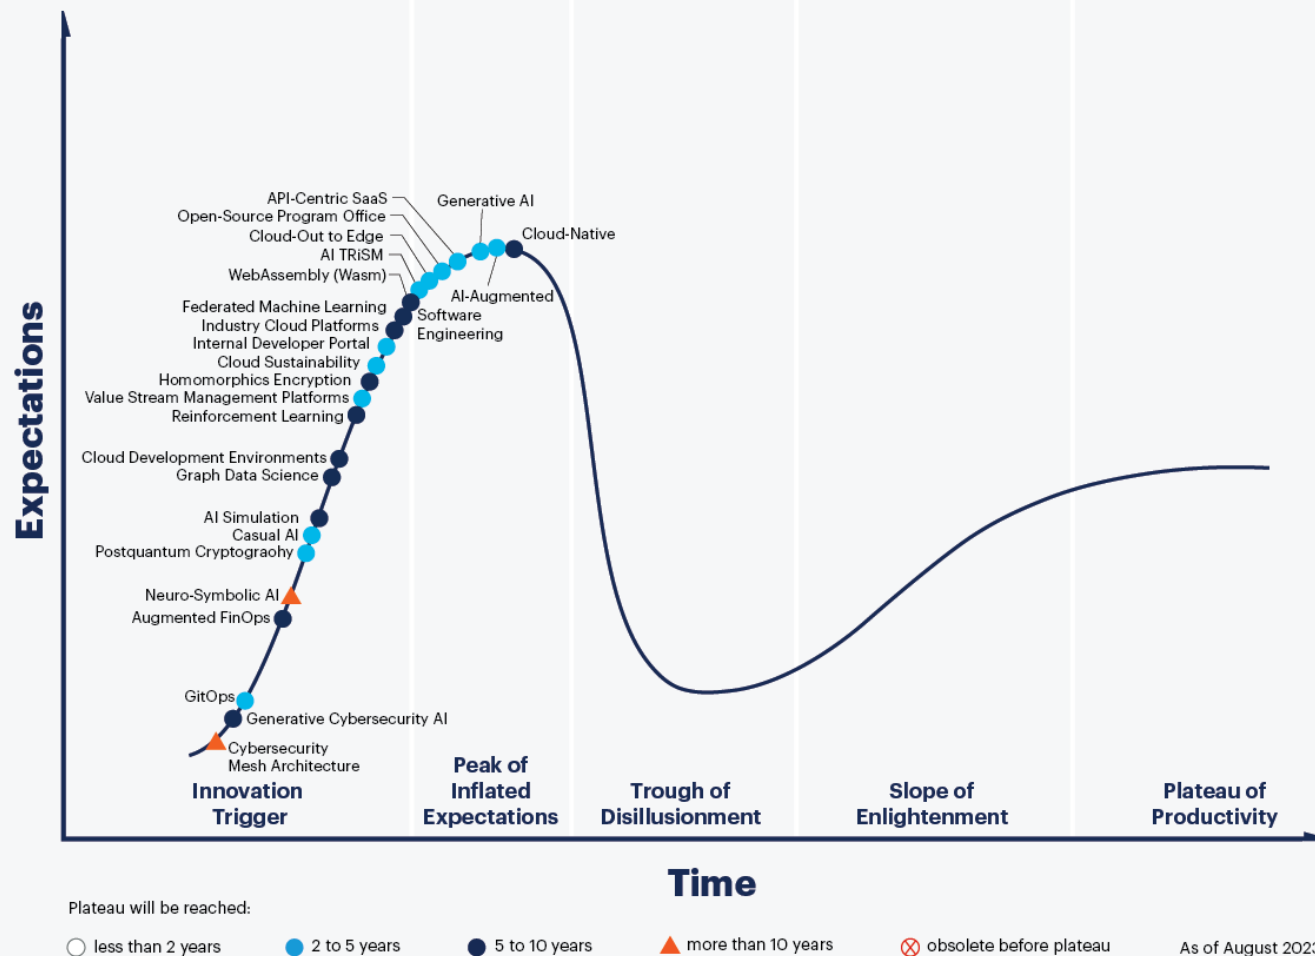 API-Centric SaaS
Generative AI
Open-Source Program Office
Cloud-Native
Cloud-Out to Edge
AI TRiSM
WebAssembly (Wasm)
AI-Augmented
Software
Engineering
Federated Machine Learning
Industry Cloud Platforms
Internal Developer Portal
Cloud Sustainability
Homomorphics Encryption
Value Stream Management Platforms
Reinforcement Learning
Cloud Development Environments
Graph Data Science
AI Simulation
Casual AI
Postquantum Cryptograohy
Neuro-Symbolic AI
Augmented FinOps
GitOps
Generative Cybersecurity AI
Cybersecurity
Mesh Architecture
Expectations
Innovation
Trigger
Peak of
Inflated
Expectations
Trough of
Disillusionment
Slope of
Enlightenment
Plateau of
Productivity
Time
Plateau will be reached:
less than 2 years
2 to 5 years
5 to 10 years
more than 10 years
obsolete before plateau
As of August 2023